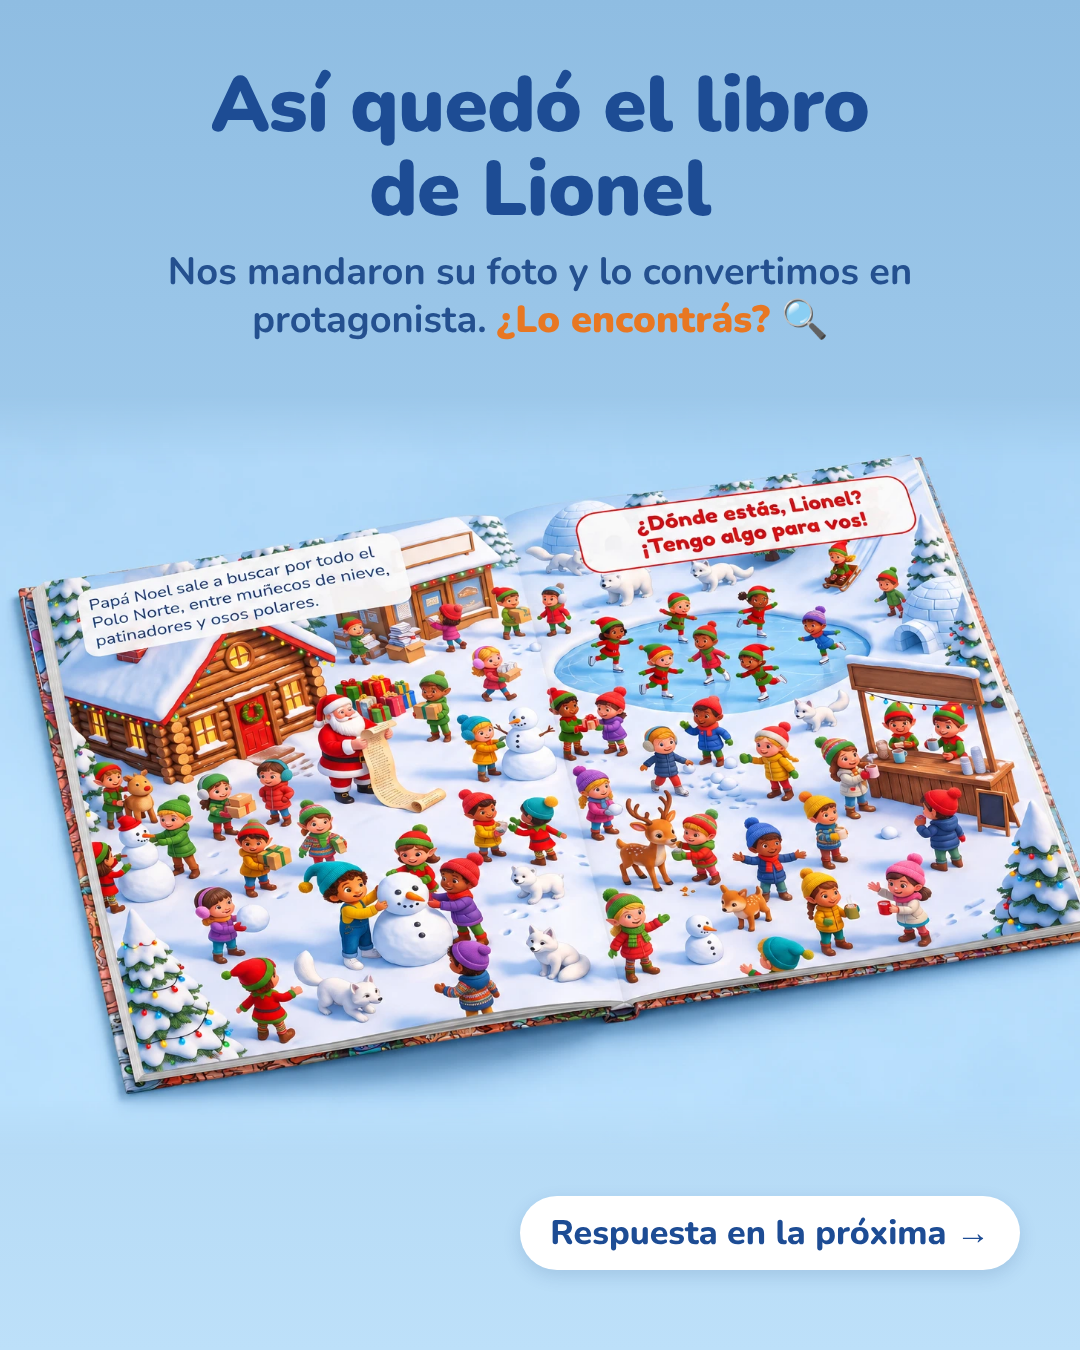 Así quedó el libro
de Lionel
Nos mandaron su foto y lo convertimos en
protagonista. ¿Lo encontrás? 🔍
Papá Noel sale a buscar por todo el
Polo Norte, entre muñecos de nieve,
patinadores y osos polares.
¿Dónde estás, Lionel?
¡Tengo algo para vos!
Respuesta en la próxima →